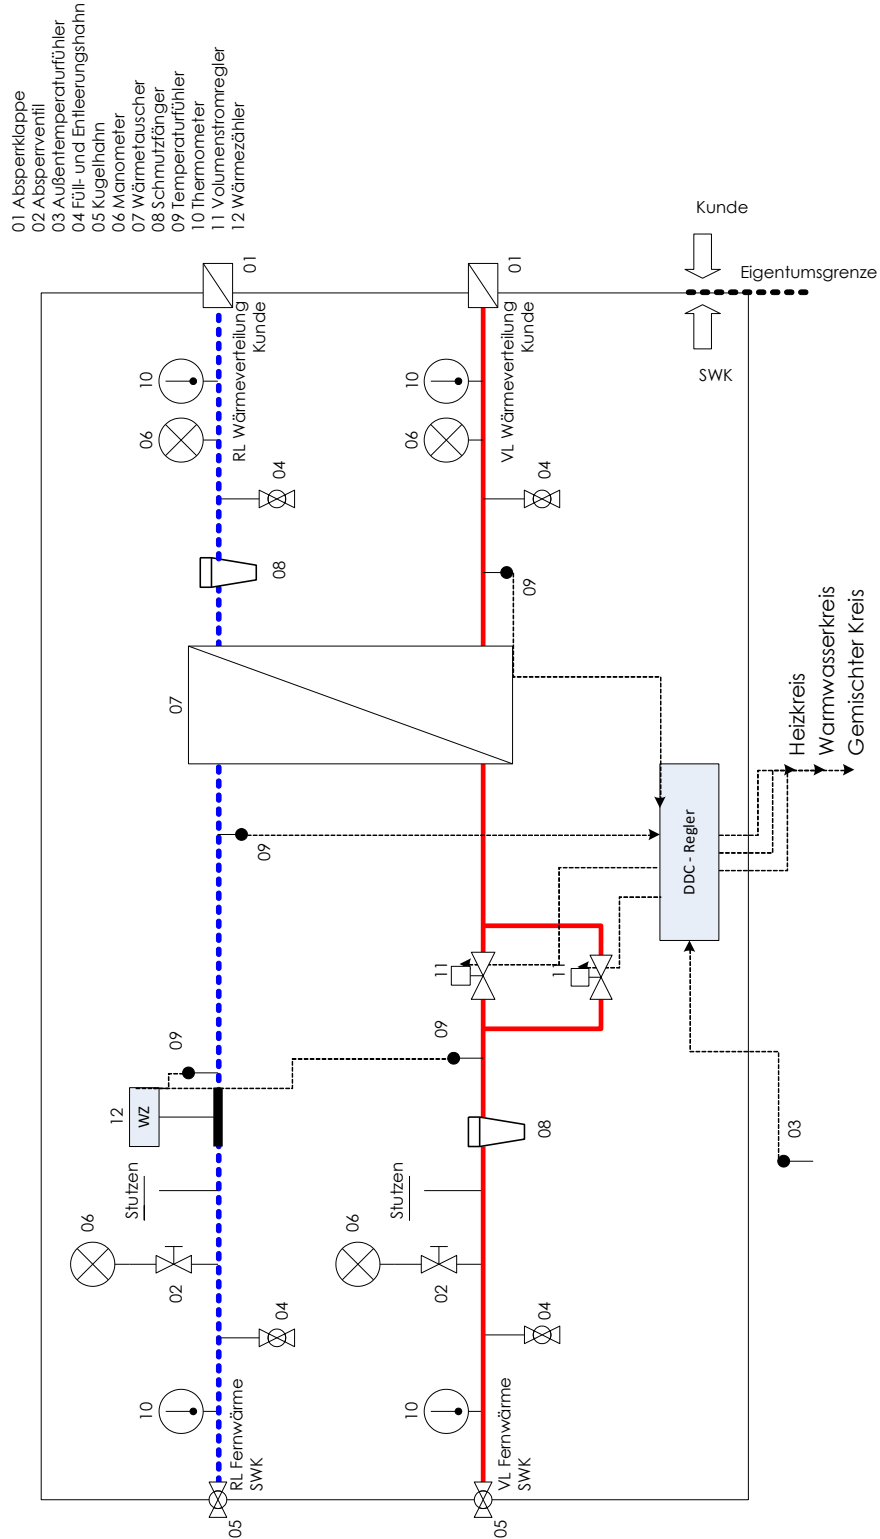 01 Absperrklappe
02 Absperrventil
03 Außentemperaturfühler
04 Füll- und Entleerungshahn
05 Kugelhahn
06 Manometer
07 Wärmetauscher
08 Schmutzfänger
09 Temperaturfühler
10 Thermometer
11 Volumenstromregler
12 Wärmezähler
05
RL Fernwärme
SWK
10
04
06
02
Stutzen
12
WZ
09
09
07
08
04
06
10
RL Wärmeverteilung
Kunde
01
05
VL Fernwärme
SWK
10
04
06
02
Stutzen
08
09
11
11
09
04
06
10
VL Wärmeverteilung
Kunde
01
03
DDC - Regler
Heizkreis
Warmwasserkreis
Gemischter Kreis
SWK
Kunde
Eigentumsgrenze